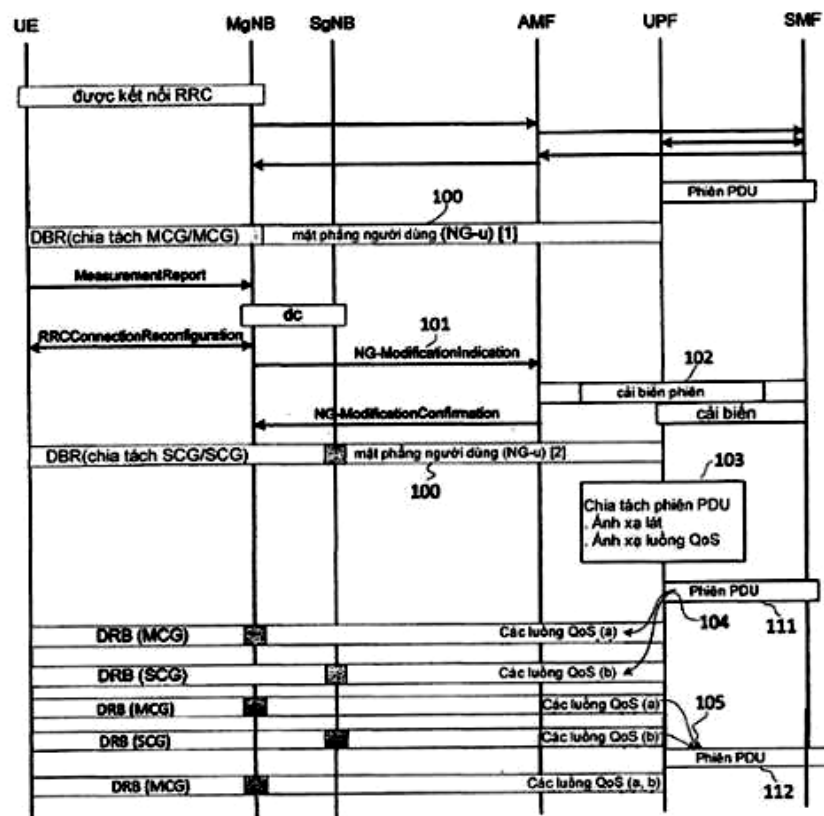 UE MgNB SgNB AMF UPF SMF
được kết nối RRC
Phiên PDU
100
DBR(chia tách MCG/MCG) mặt phẳng người dùng (NG-u) [1]
MeasurementReport
dc
101
RRCConnectionReconfiguration
NG-ModificationIndication
102
cải biến phiên
NG-ModificationConfirmation
cải biến
DBR(chia tách SCG/SCG) mặt phẳng người dùng (NG-u) [2]
100
103
Chia tách phiên PDU
. Ánh xạ lát
. Ánh xạ luồng QoS
Phiên PDU
104
111
DRB (MCG) Các luồng QoS (a)
DRB (SCG) Các luồng QoS (b)
DRB (MCG) Các luồng QoS (a)
105
DRB (SCG) Các luồng QoS (b)
Phiên PDU
112
DRB (MCG) Các luồng QoS (a, b)